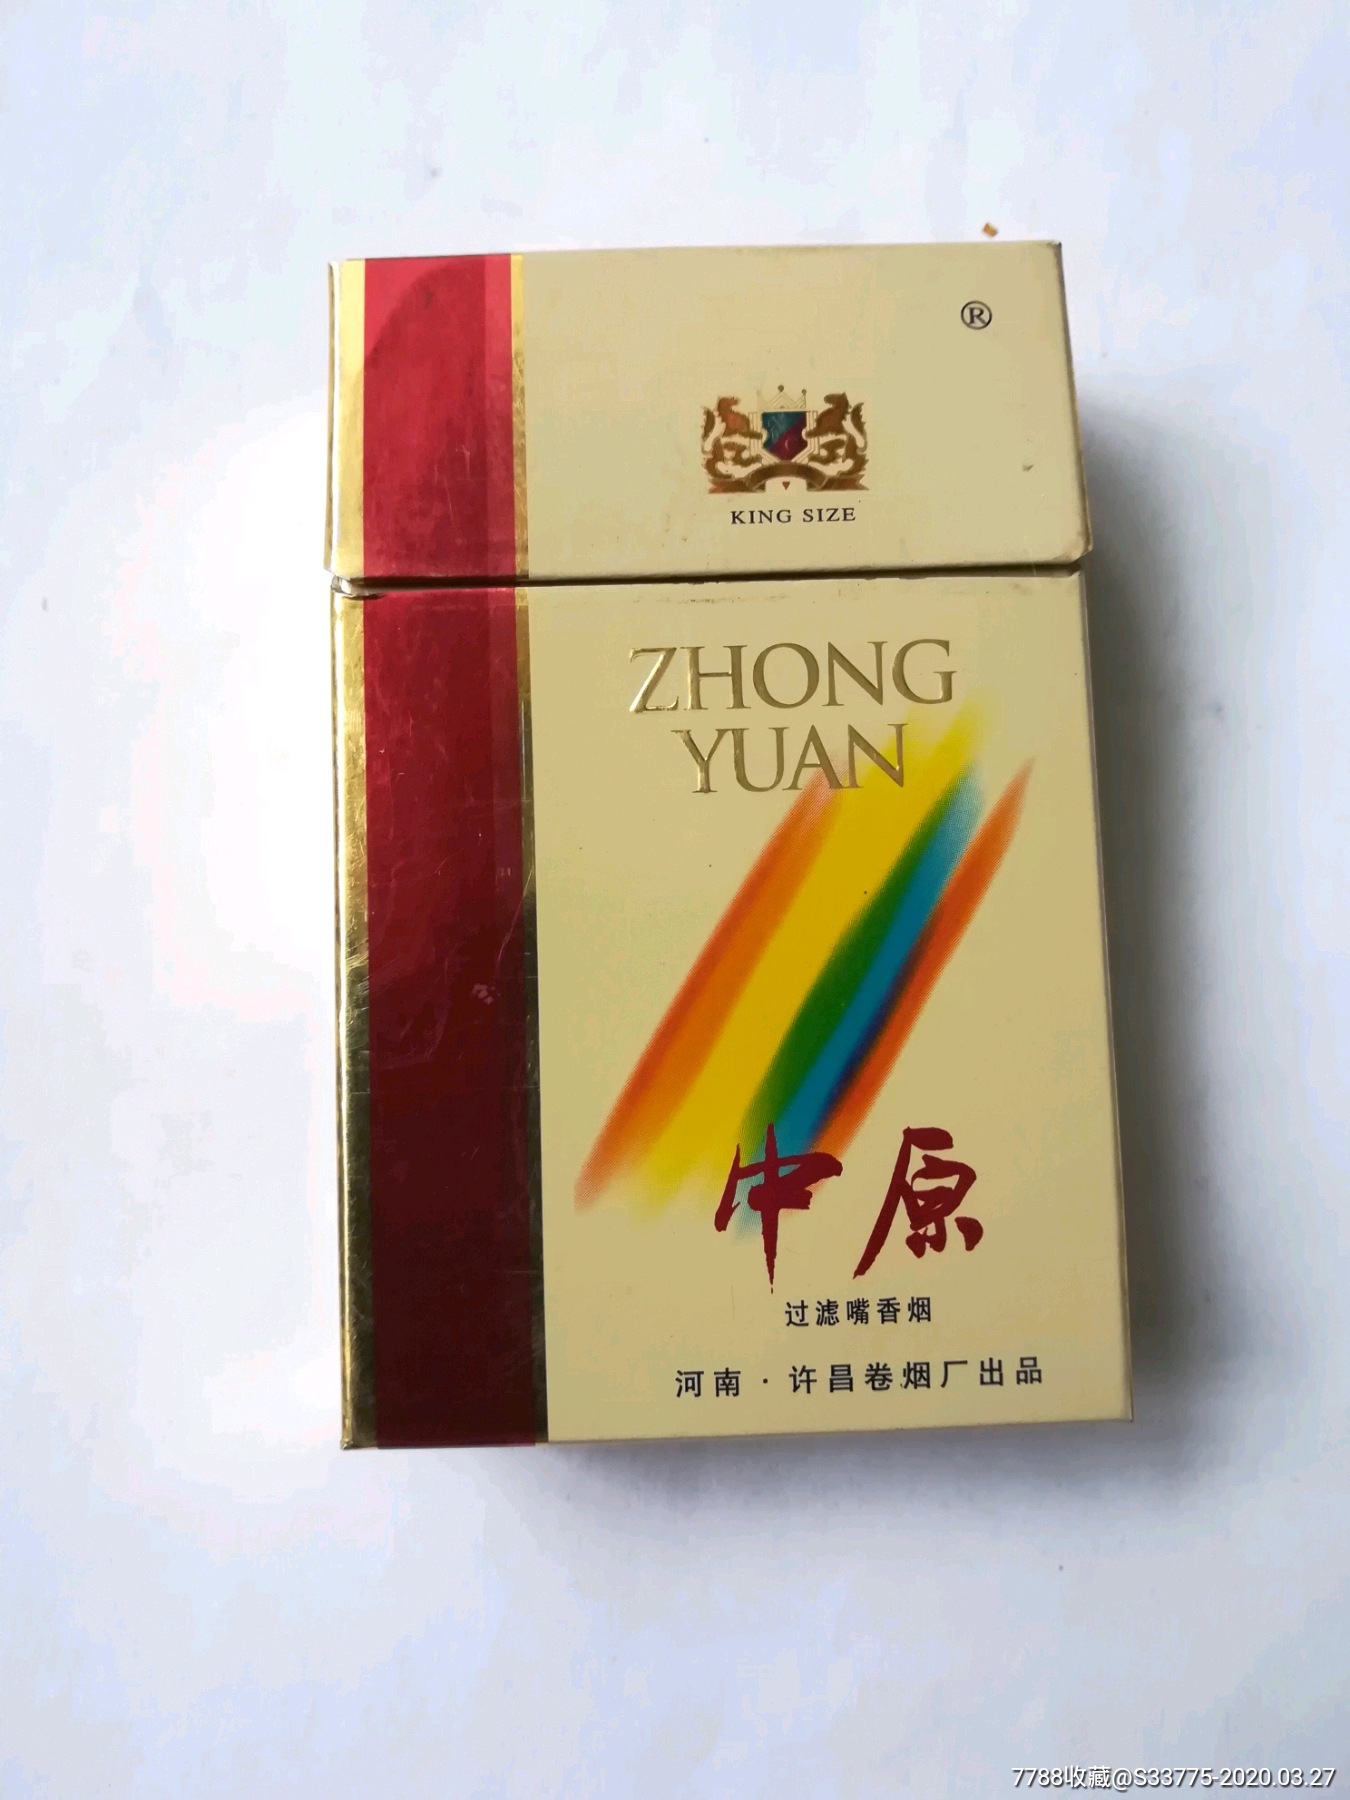 ®
KING SIZE
ZHONG
YUAN
中原
过滤嘴香烟
河南·许昌卷烟厂出品
7788收藏@S33775-2020.03.27